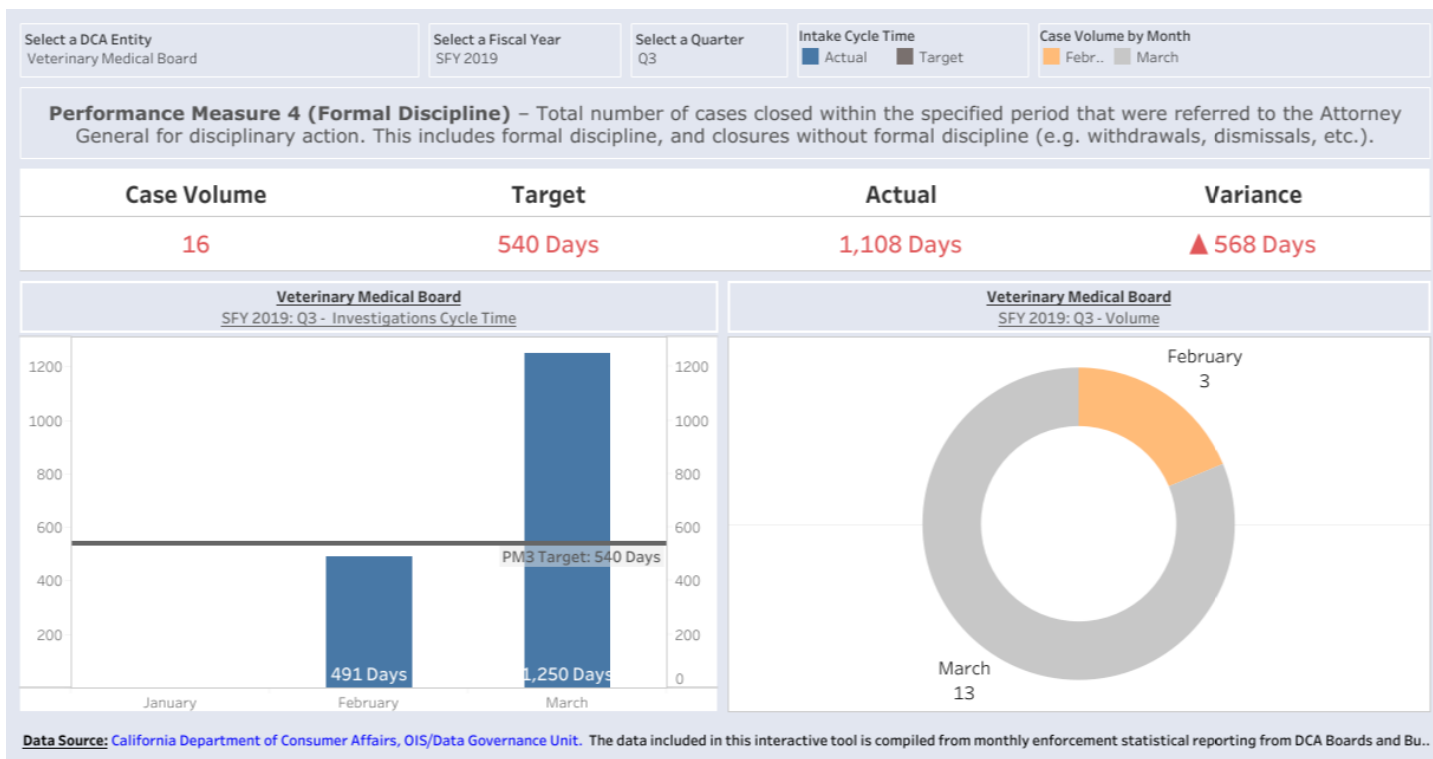 Select a DCA Entity
Veterinary Medical Board
Select a Fiscal Year
SFY 2019
Select a Quarter
Q3
Intake Cycle Time
Actual Target
Case Volume by Month
Febr.. March
Performance Measure 4 (Formal Discipline) – Total number of cases closed within the specified period that were referred to the Attorney
General for disciplinary action. This includes formal discipline, and closures without formal discipline (e.g. withdrawals, dismissals, etc.).
Case Volume Target Actual Variance
16 540 Days 1,108 Days ▲ 568 Days
Veterinary Medical Board
SFY 2019: Q3 - Investigations Cycle Time
1200 1200
1000 1000
800 800
600 600
PM3 Target: 540 Days
400 400
200 200
491 Days 1,250 Days 0
January February March
Veterinary Medical Board
SFY 2019: Q3 - Volume
February
3
March
13
Data Source: California Department of Consumer Affairs, OIS/Data Governance Unit. The data included in this interactive tool is compiled from monthly enforcement statistical reporting from DCA Boards and Bu..